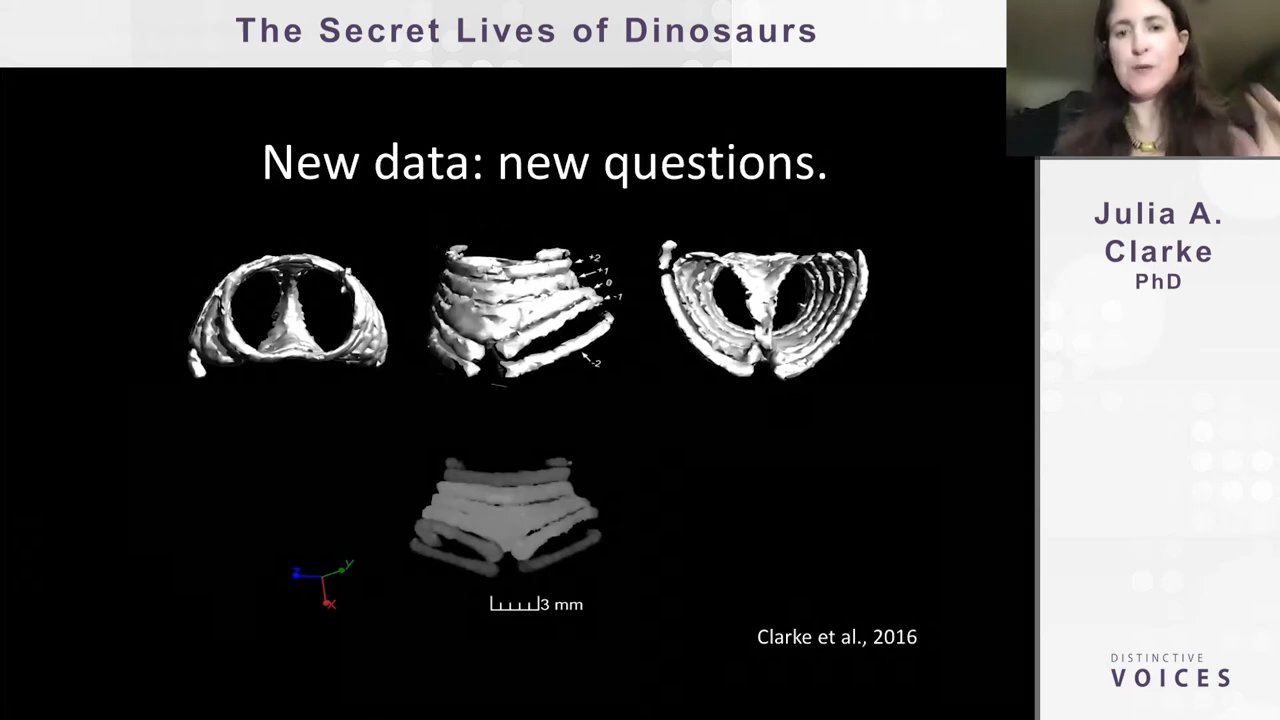 The Secret Lives of Dinosaurs
New data: new questions.
+2
+1
0
-1
-2
Z
Y
X
3 mm
Clarke et al., 2016
Julia A.
Clarke
PhD
DISTINCTIVE
VOICES